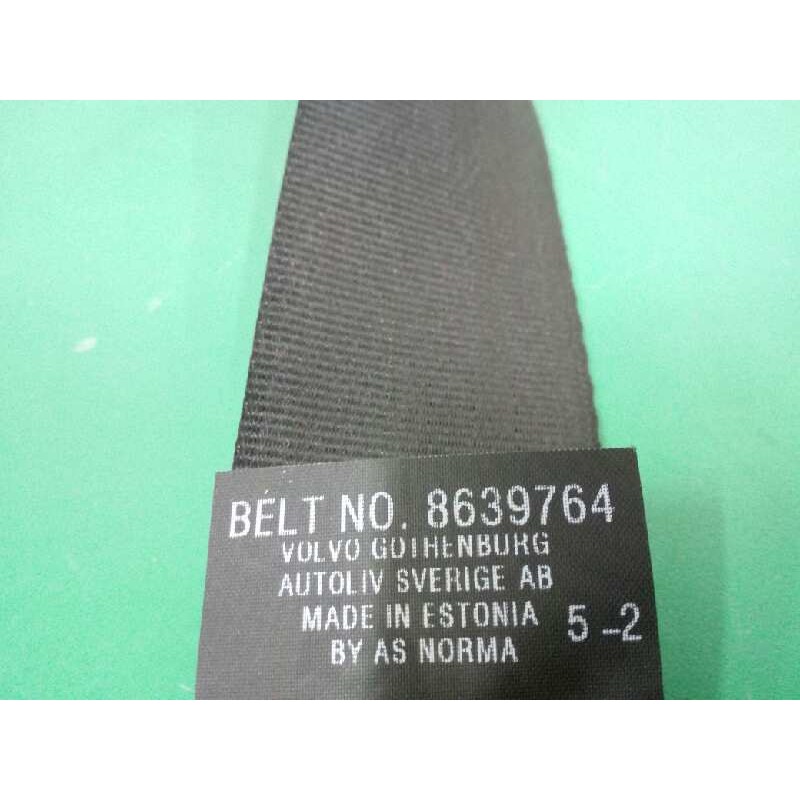 BELT NO. 8639764
VOLVO GOTHENBURG
AUTOLIV SVERIGE AB
MADE IN ESTONIA 5-2
BY AS NORMA